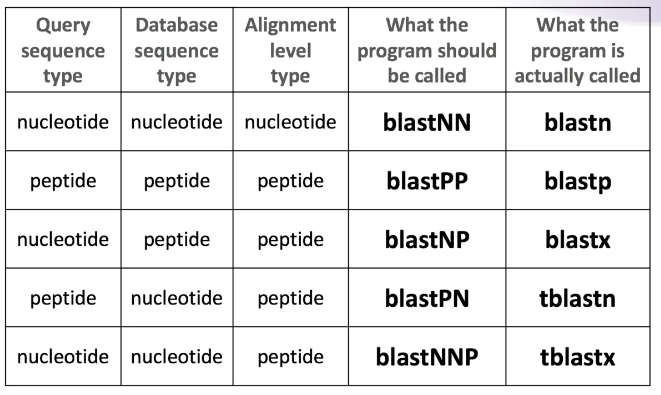 Query sequence type
Database sequence type
Alignment level type
What the program should be called
What the program is actually called
nucleotide nucleotide nucleotide blastNN blastn
peptide peptide peptide blastPP blastp
nucleotide peptide peptide blastNP blastx
peptide nucleotide peptide blastPN tblastn
nucleotide nucleotide peptide blastNNP tblastx